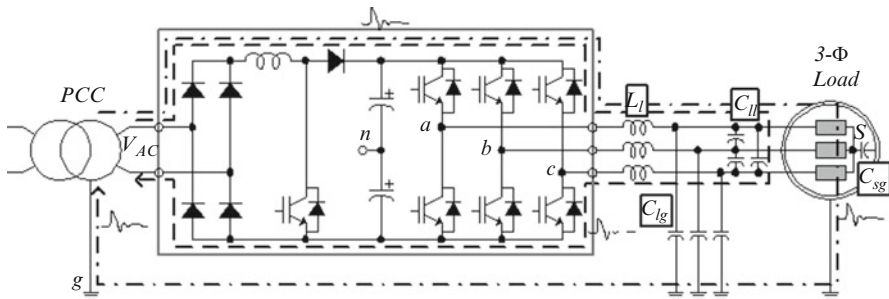 3-Φ
Load
PCC
V_AC
n
a
b
c
L_l
C_ll
S
C_sg
C_lg
g
+
+